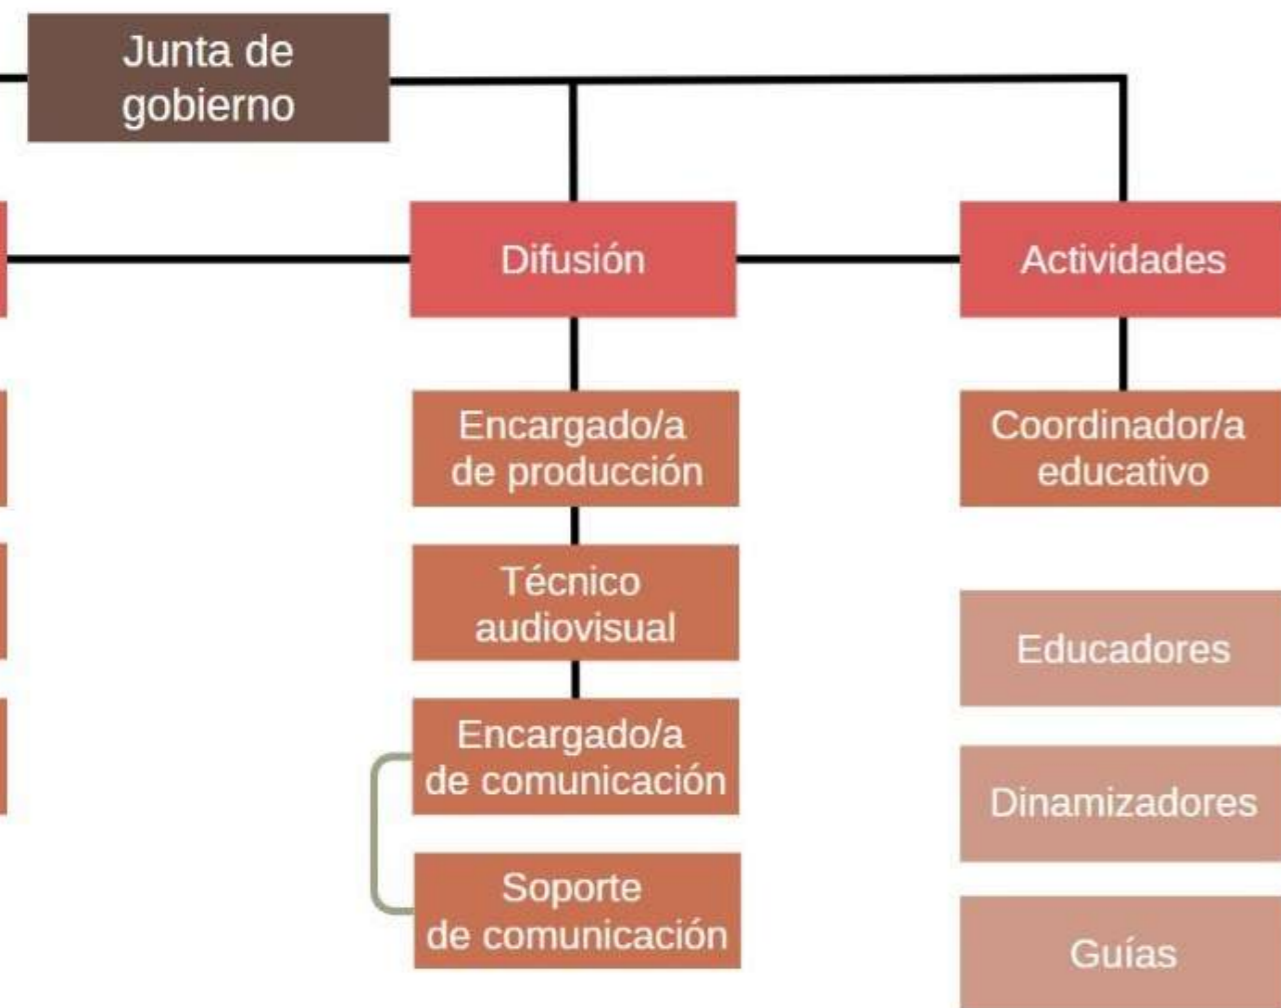 Junta de
gobierno
Difusión
Actividades
Encargado/a
de producción
Coordinador/a
educativo
Técnico
audiovisual
Educadores
Encargado/a
de comunicación
Dinamizadores
Soporte
de comunicación
Guías